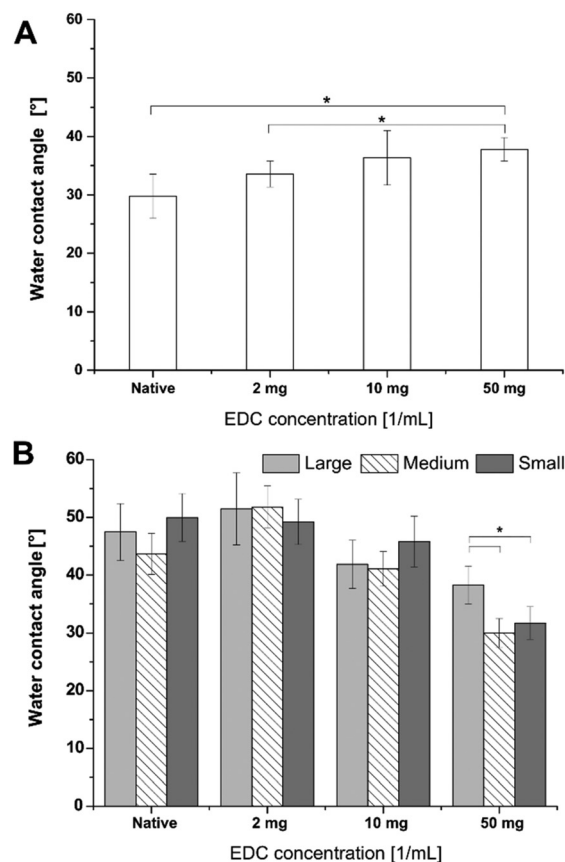 A
Water contact angle [°]
60
50
40
30
20
10
0
*
*
Native 2 mg 10 mg 50 mg
EDC concentration [1/mL]
B
Large Medium Small
Water contact angle [°]
60
50
40
30
20
10
0
*
Native 2 mg 10 mg 50 mg
EDC concentration [1/mL]